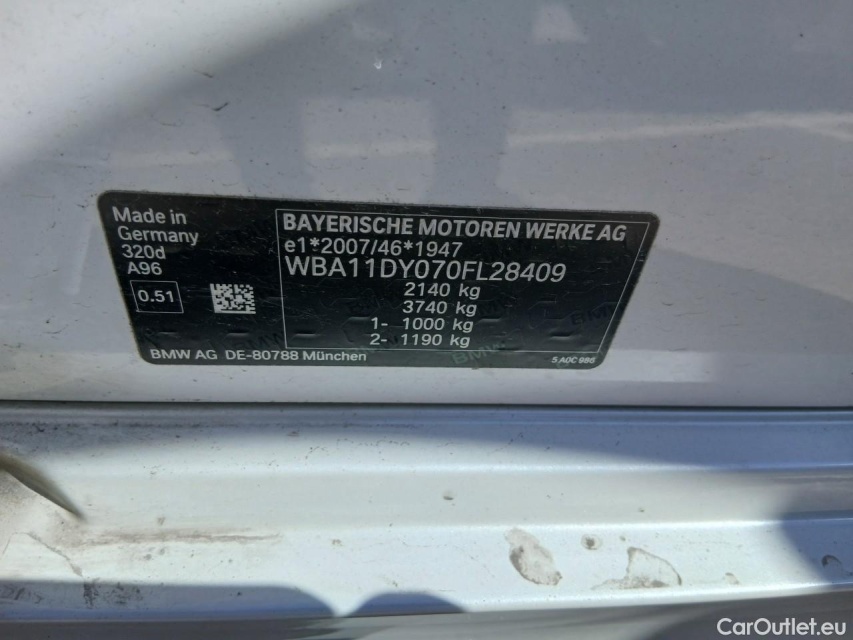 Made in
Germany
320d
A96
0.51
BAYERISCHE MOTOREN WERKE AG
e1*2007/46*1947
WBA11DY070FL28409
2140 kg
3740 kg
1- 1000 kg
2- 1190 kg
BMW AG DE-80788 München
5 A0C 986
CarOutlet.eu